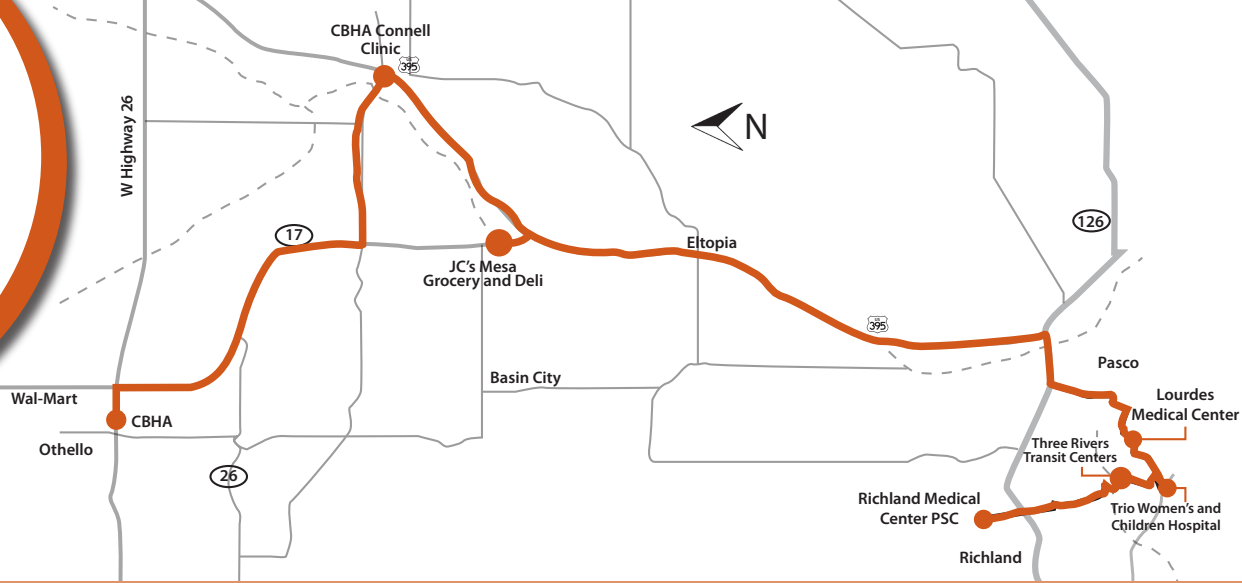 CBHA Connell
Clinic
US
395
W Highway 26
N
126
17
Eltopia
JC's Mesa
Grocery and Deli
US
395
Pasco
Basin City
Wal-Mart
Lourdes
Medical Center
CBHA
Othello
Three Rivers
Transit Centers
26
Richland Medical
Center PSC
Trio Women's and
Children Hospital
Richland